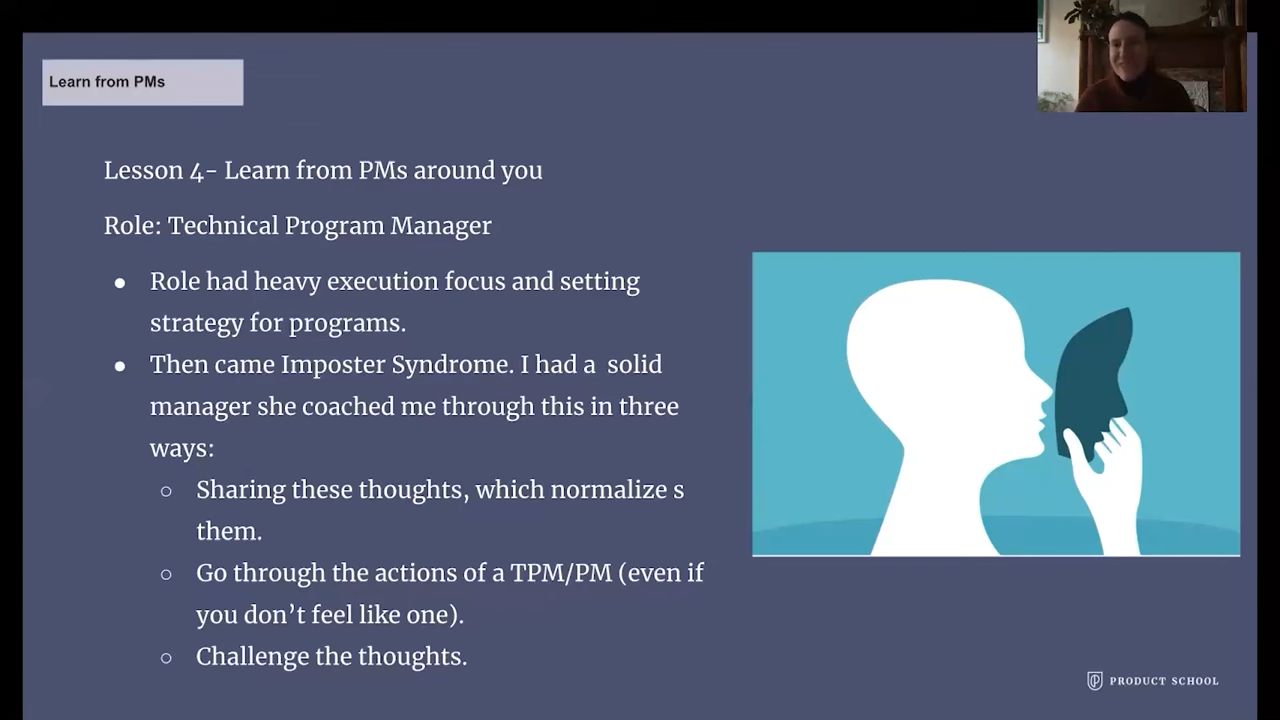 Learn from PMs
Lesson 4- Learn from PMs around you
Role: Technical Program Manager
● Role had heavy execution focus and setting
strategy for programs.
● Then came Imposter Syndrome. I had a  solid
manager she coached me through this in three
ways:
○ Sharing these thoughts, which normalize s
them.
○ Go through the actions of a TPM/PM (even if
you don’t feel like one).
○ Challenge the thoughts.
PRODUCT SCHOOL